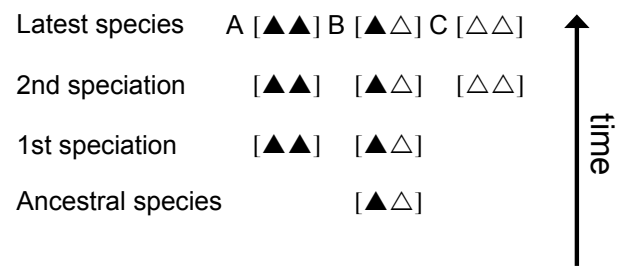 Latest species A [▲▲] B [▲△] C [△△]
2nd speciation [▲▲] [▲△] [△△]
1st speciation [▲▲] [▲△]
Ancestral species [▲△]
time